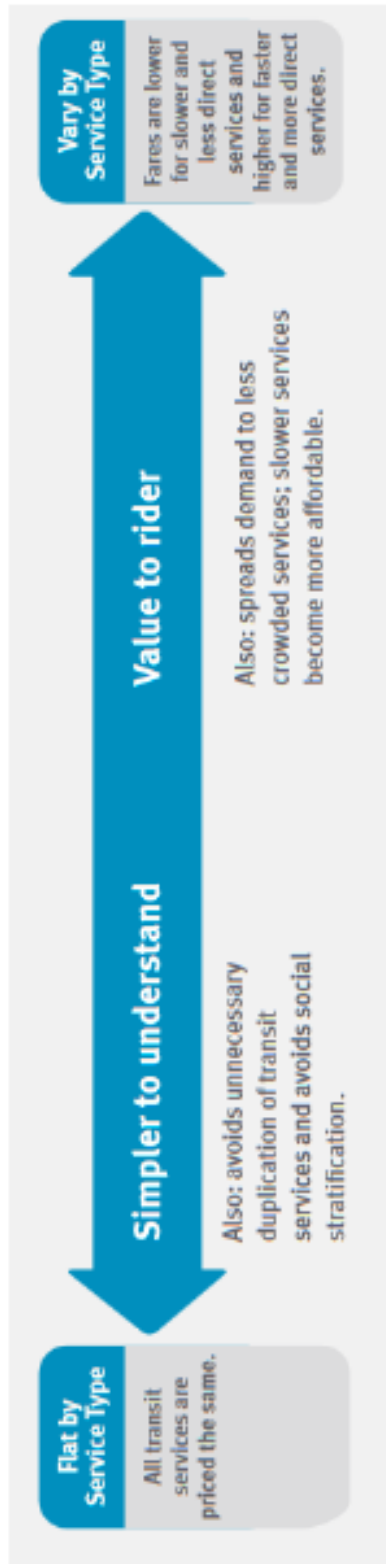 Flat by
Service Type
All transit
services are
priced the same.
Simpler to understand
Also: avoids unnecessary
duplication of transit
services and avoids social
stratification.
Value to rider
Also: spreads demand to less
crowded services; slower services
become more affordable.
Vary by
Service Type
Fares are lower
for slower and
less direct
services and
higher for faster
and more direct
services.